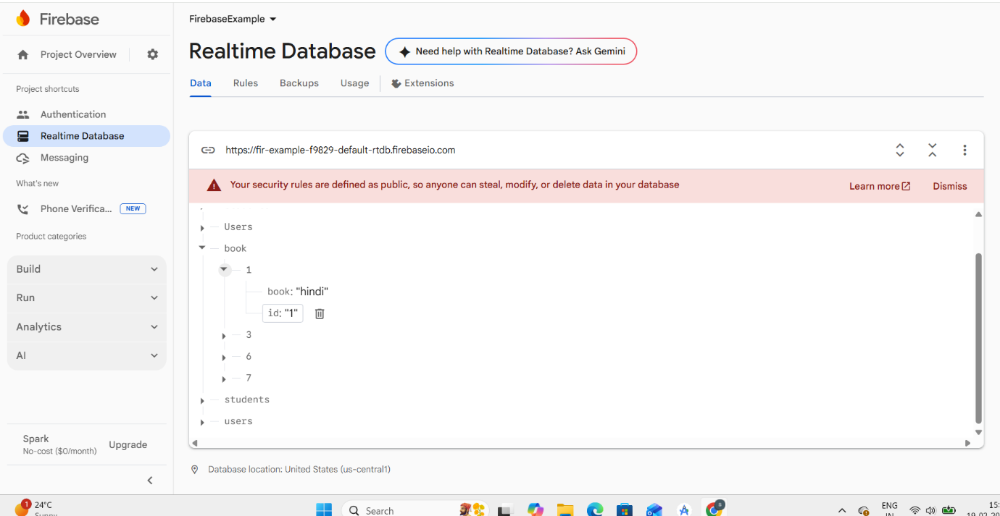 Firebase
FirebaseExample
Project Overview
Realtime Database
Need help with Realtime Database? Ask Gemini
Data Rules Backups Usage Extensions
Project shortcuts
Authentication
Realtime Database
Messaging
What's new
Phone Verifica... NEW
Product categories
Build
Run
Analytics
AI
Spark
No-cost ($0/month)
Upgrade
https://fir-example-f9829-default-rtdb.firebaseio.com
Your security rules are defined as public, so anyone can steal, modify, or delete data in your database
Learn more Dismiss
Users
book
1
book: "hindi"
id: "1"
3
6
7
students
users
Database location: United States (us-central1)
1
24°C
Search
ENG